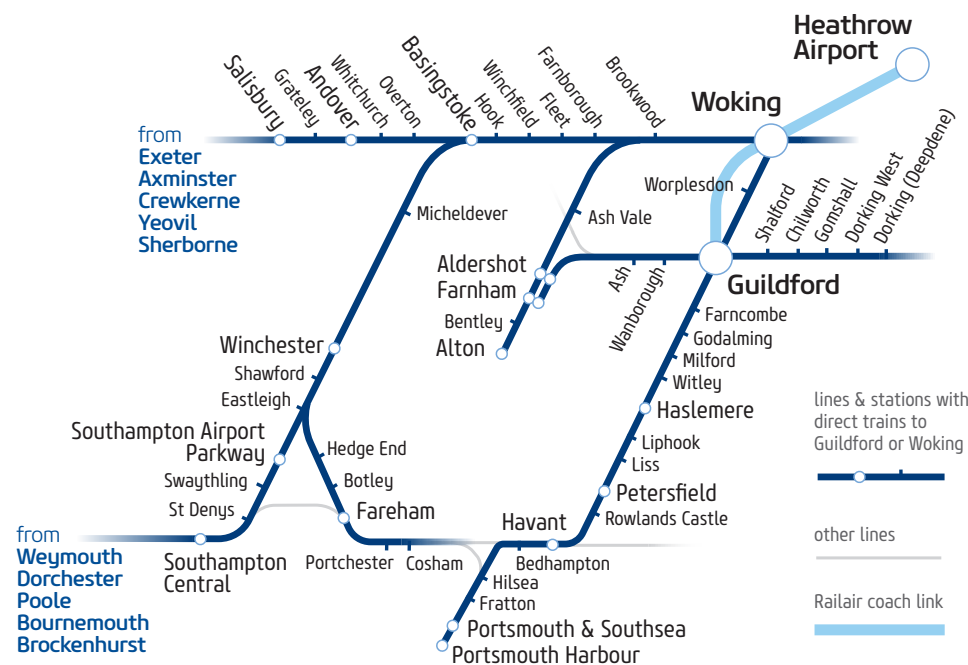 Heathrow
Airport
Woking
Salisbury
Grateley
Andover
Whitchurch
Overton
Basingstoke
Hook
Winchfield
Fleet
Farnborough
Brookwood
from
Exeter
Axminster
Crewkerne
Yeovil
Sherborne
Worplesdon
Shalford
Chilworth
Gomshall
Dorking West
Dorking (Deepdene)
Micheldever
Ash Vale
Aldershot
Farnham
Bentley
Alton
Ash
Wanborough
Guildford
Farncombe
Godalming
Milford
Witley
Haslemere
Liphook
Liss
Petersfield
Rowlands Castle
Winchester
Shawford
Eastleigh
Southampton Airport
Parkway
Swaythling
St Denys
Hedge End
Botley
Fareham
Havant
from
Weymouth
Dorchester
Poole
Bournemouth
Brockenhurst
Southampton
Central
Portchester
Cosham
Bedhampton
Hilsea
Fratton
Portsmouth & Southsea
Portsmouth Harbour
lines & stations with
direct trains to
Guildford or Woking
other lines
Railair coach link